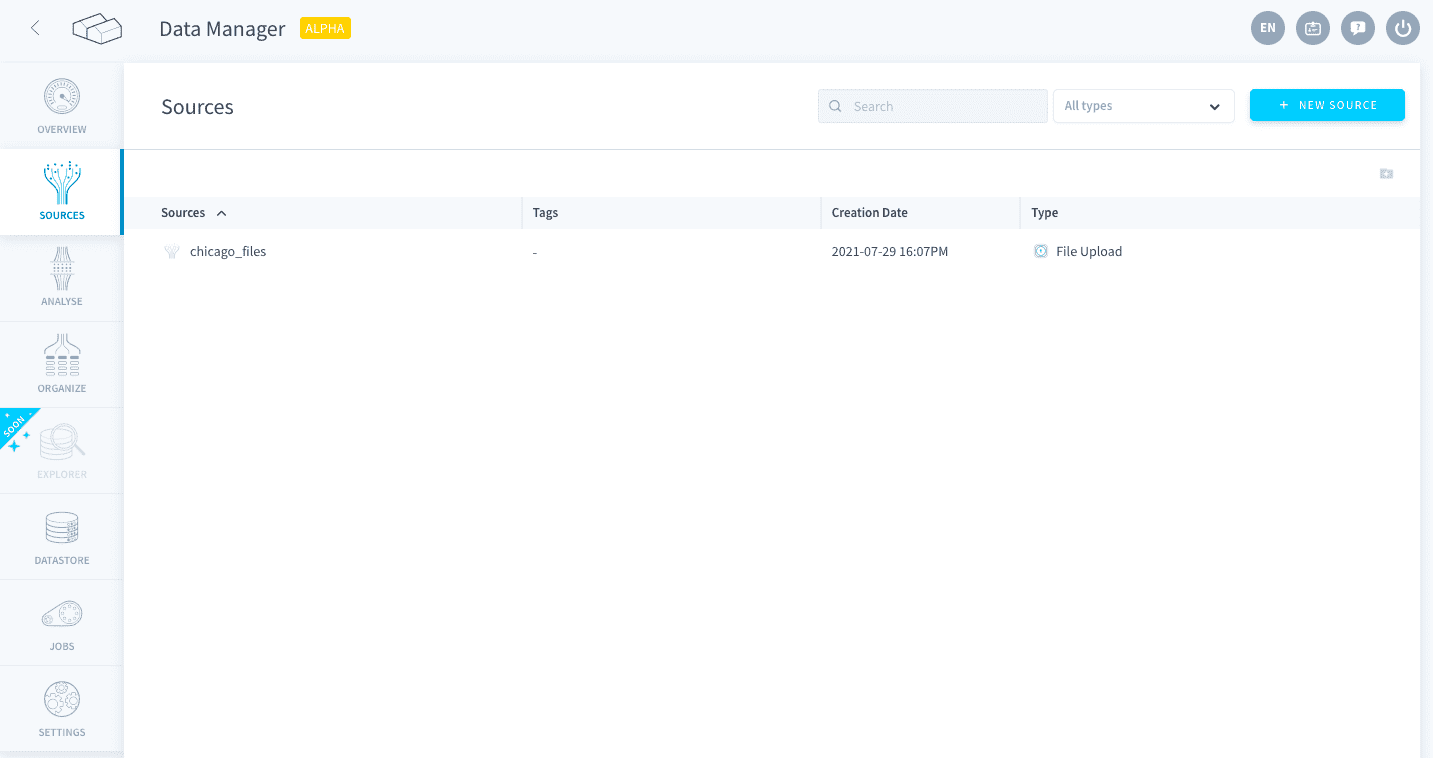 Data Manager ALPHA EN
OVERVIEW
SOURCES
ANALYSE
ORGANIZE
SOON
EXPLORER
DATASTORE
JOBS
SETTINGS
Sources Search All types + NEW SOURCE
Sources Tags Creation Date Type
chicago_files - 2021-07-29 16:07PM File Upload